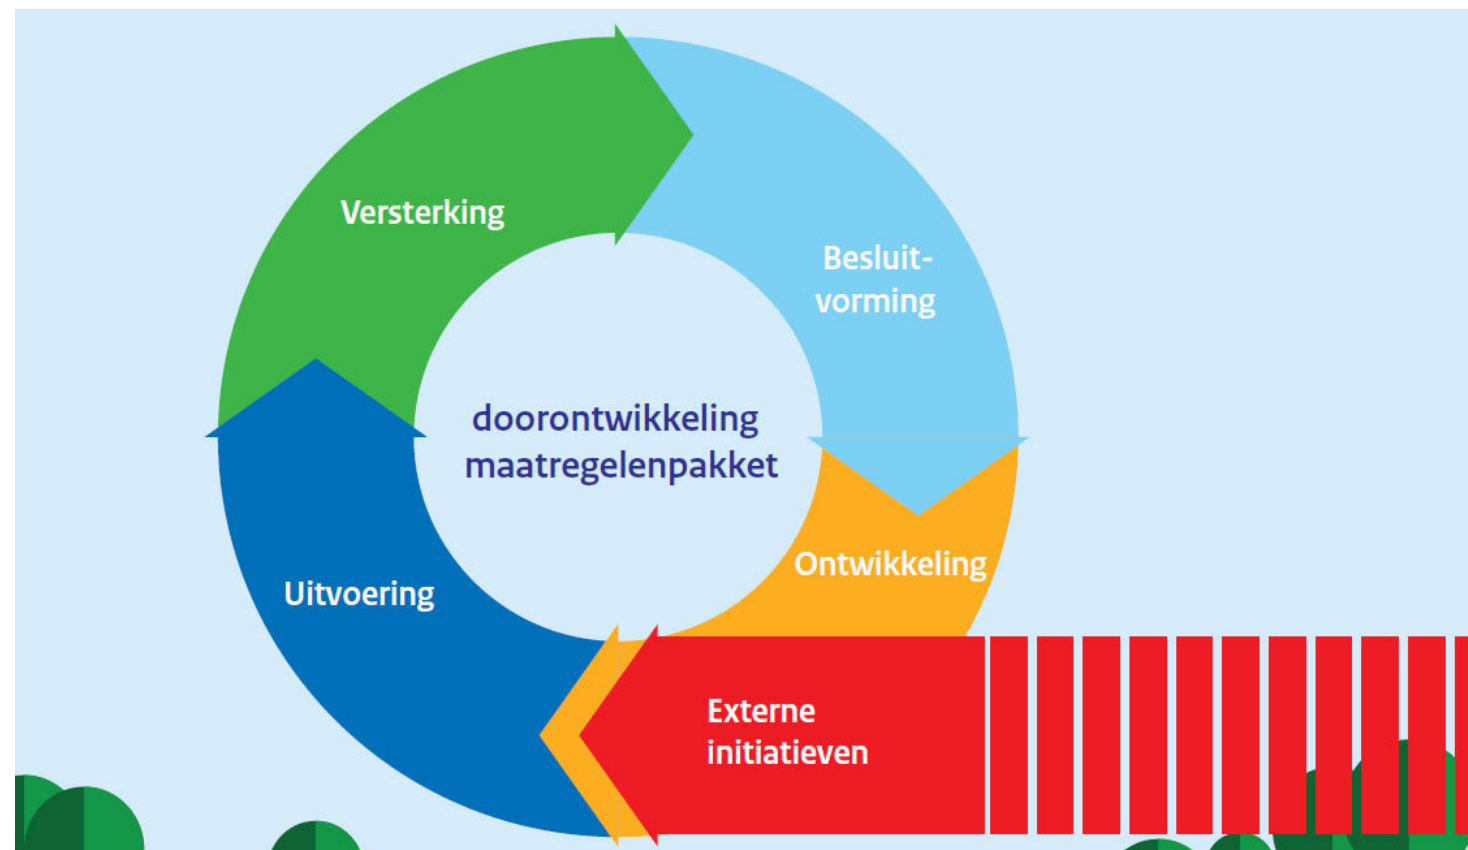 Versterking
Besluit-
vorming
doorontwikkeling
maatregelenpakket
Ontwikkeling
Uitvoering
Externe
initiatieven